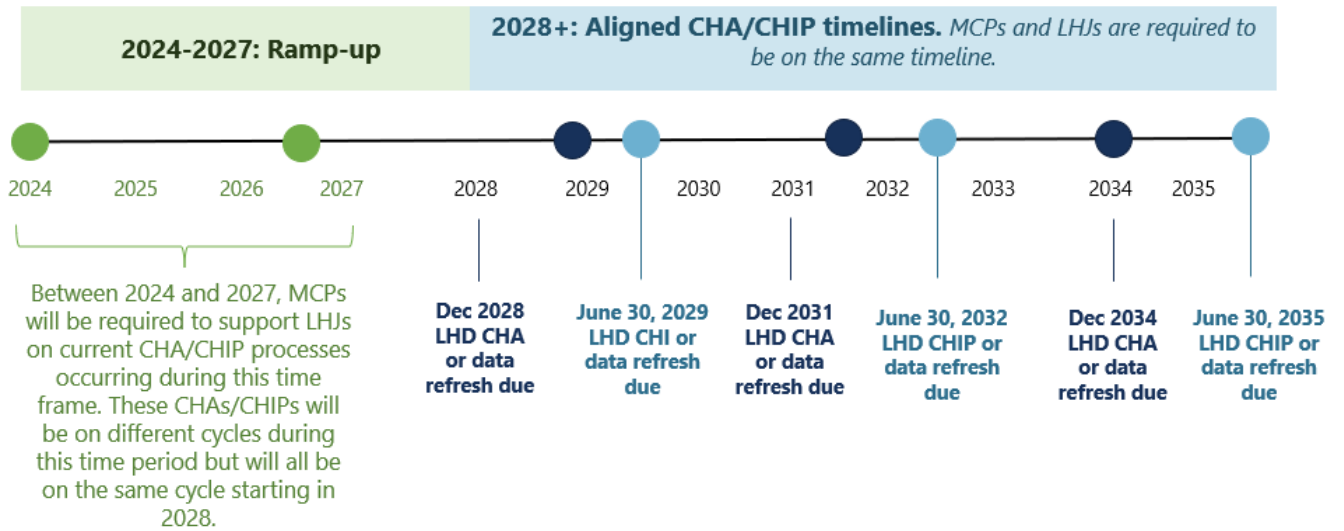 2024-2027: Ramp-up
2028+: Aligned CHA/CHIP timelines. MCPs and LHJs are required to
be on the same timeline.
2024
2025
2026
2027
2028
2029
2030
2031
2032
2033
2034
2035
Between 2024 and 2027, MCPs
will be required to support LHJs
on current CHA/CHIP processes
occurring during this time
frame. These CHAs/CHIPs will
be on different cycles during
this time period but will all be
on the same cycle starting in
2028.
Dec 2028
LHD CHA
or data
refresh due
June 30, 2029
LHD CHI or
data refresh
due
Dec 2031
LHD CHA
or data
refresh due
June 30, 2032
LHD CHIP or
data refresh
due
Dec 2034
LHD CHA
or data
refresh due
June 30, 2035
LHD CHIP or
data refresh
due